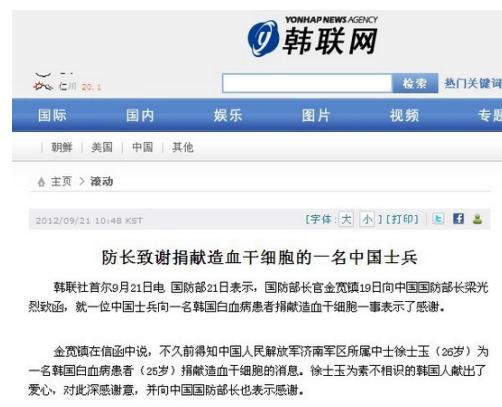 YONHAP NEWS AGENCY
韩联网
仁川 20.1
检索 热门关键词
国际 国内 娱乐 图片 视频 专题
朝鲜 | 美国 | 中国 | 其他
主页 > 滚动
2012/09/21 10:48 KST [字体: 大 小 ] [打印]
防长致谢捐献造血干细胞的一名中国士兵
韩联社首尔9月21日电 国防部21日表示，国防部长官金宽镇19日向中国国防部长梁光
烈致函，就一位中国士兵向一名韩国白血病患者捐献造血干细胞一事表示了感谢。
金宽镇在信函中说，不久前得知中国人民解放军济南军区所属中士徐士玉（26岁）为
一名韩国白血病患者（25岁）捐献造血干细胞的消息。徐士玉为素不相识的韩国人献出了
爱心，对此深感谢意，并向中国国防部长也表示感谢。